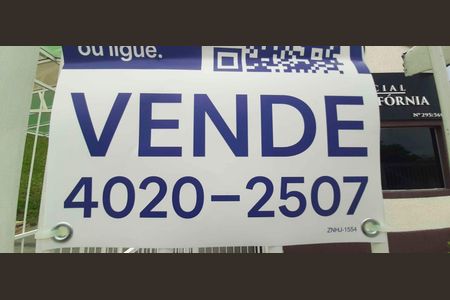 ou ligue.
VENDE
4020-2507
ZNHJ-1554
CIAL
FÓRNIA